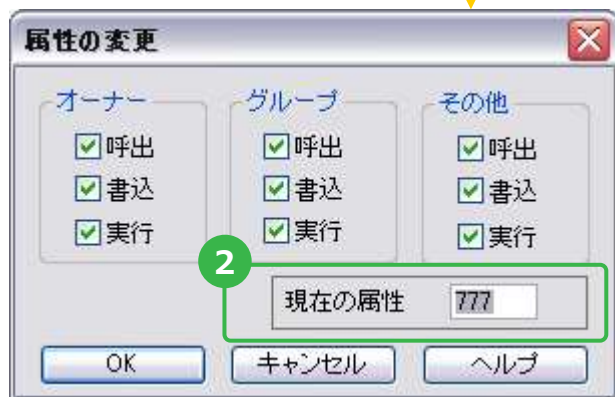 属性の変更
オーナー グループ その他
呼出 呼出 呼出
書込 書込 書込
実行 実行 実行
2
現在の属性 777
OK キャンセル ヘルプ